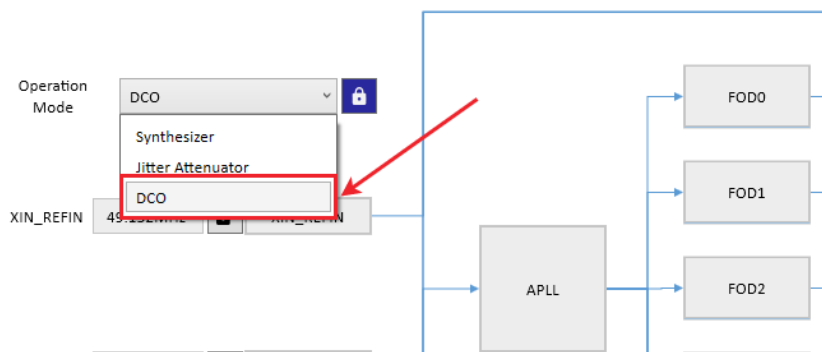 Operation
Mode
DCO
Synthesizer
Jitter Attenuator
DCO
XIN_REFIN
FOD0
FOD1
FOD2
APLL